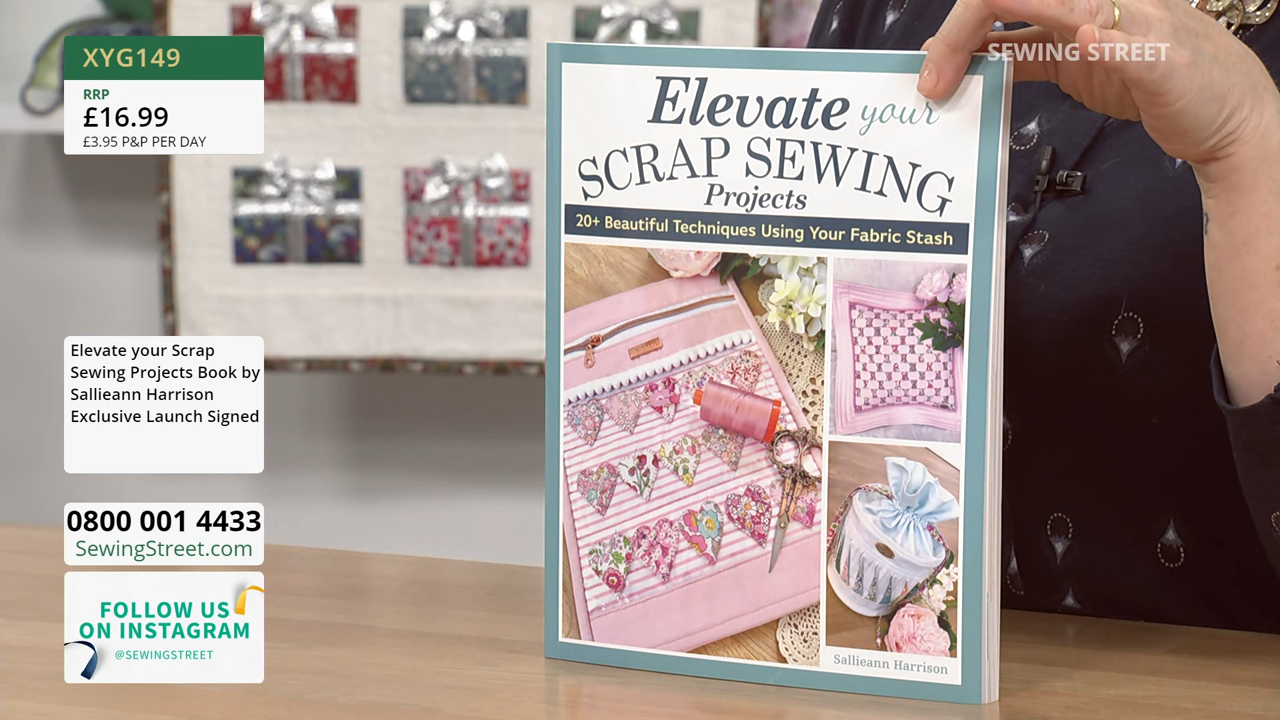 XYG149
RRP
£16.99
£3.95 P&P PER DAY
Elevate your Scrap
Sewing Projects Book by
Sallieann Harrison
Exclusive Launch Signed
0800 001 4433
SewingStreet.com
FOLLOW US
ON INSTAGRAM
@SEWINGSTREET
SEWING STREET
Elevate your
SCRAP SEWING
Projects
20+ Beautiful Techniques Using Your Fabric Stash
Sallieann Harrison